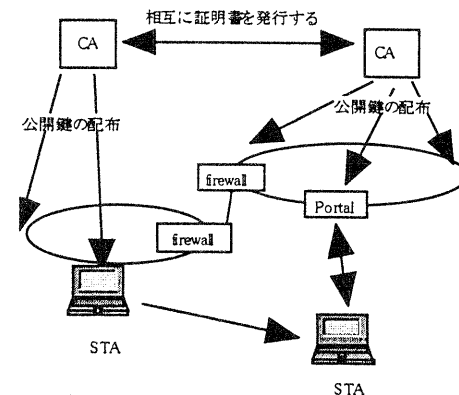 相互に証明書を発行する
CA
CA
公開鍵の配布
公開鍵の配布
firewall
Portal
firewall
STA
STA